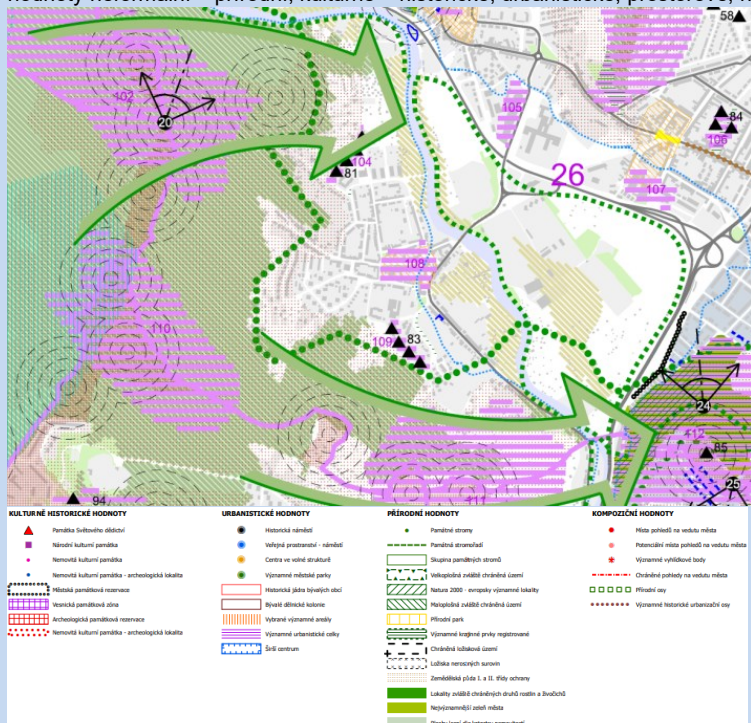 hodnoty neformální – přírodní, kulturně – historické, urbanistické, prostorové,
58
102
20
104
81
105
26
84
106
107
108
110
83
109
24
112
85
25
111
94
KULTURNĚ HISTORICKÉ HODNOTY
Památka Světového dědictví
Národní kulturní památka
Nemovitá kulturní památka
Nemovitá kulturní památka - archeologická lokalita
Městská památková rezervace
Vesnická památková zóna
Archeologická památková rezervace
Nemovitá kulturní památka - archeologická lokalita
URBANISTICKÉ HODNOTY
Historická náměstí
Veřejná prostranství - náměstí
Centra ve volné struktuře
Významné městské parky
Historická jádra bývalých obcí
Bývalé dělnické kolonie
Vybrané významné areály
Významné urbanistické celky
Širší centrum
PŘÍRODNÍ HODNOTY
Památné stromy
Památná stromořadí
Skupina památných stromů
Velkoplošná zvláště chráněná území
Natura 2000 - evropsky významné lokality
Maloplošná zvláště chráněná území
Přírodní park
Významné krajinné prvky registrované
Chráněná ložisková území
Ložiska nerostných surovin
Zemědělská půda I. a II. třídy ochrany
Lokality zvláště chráněných druhů rostlin a živočichů
Nejvýznamnější zeleň města
KOMPOZIČNÍ HODNOTY
Místa pohledů na vedutu města
Potenciální místa pohledů na vedutu města
Významné vyhlídkové body
Chráněné pohledy na vedutu města
Přírodní osy
Významné historické urbanizační osy